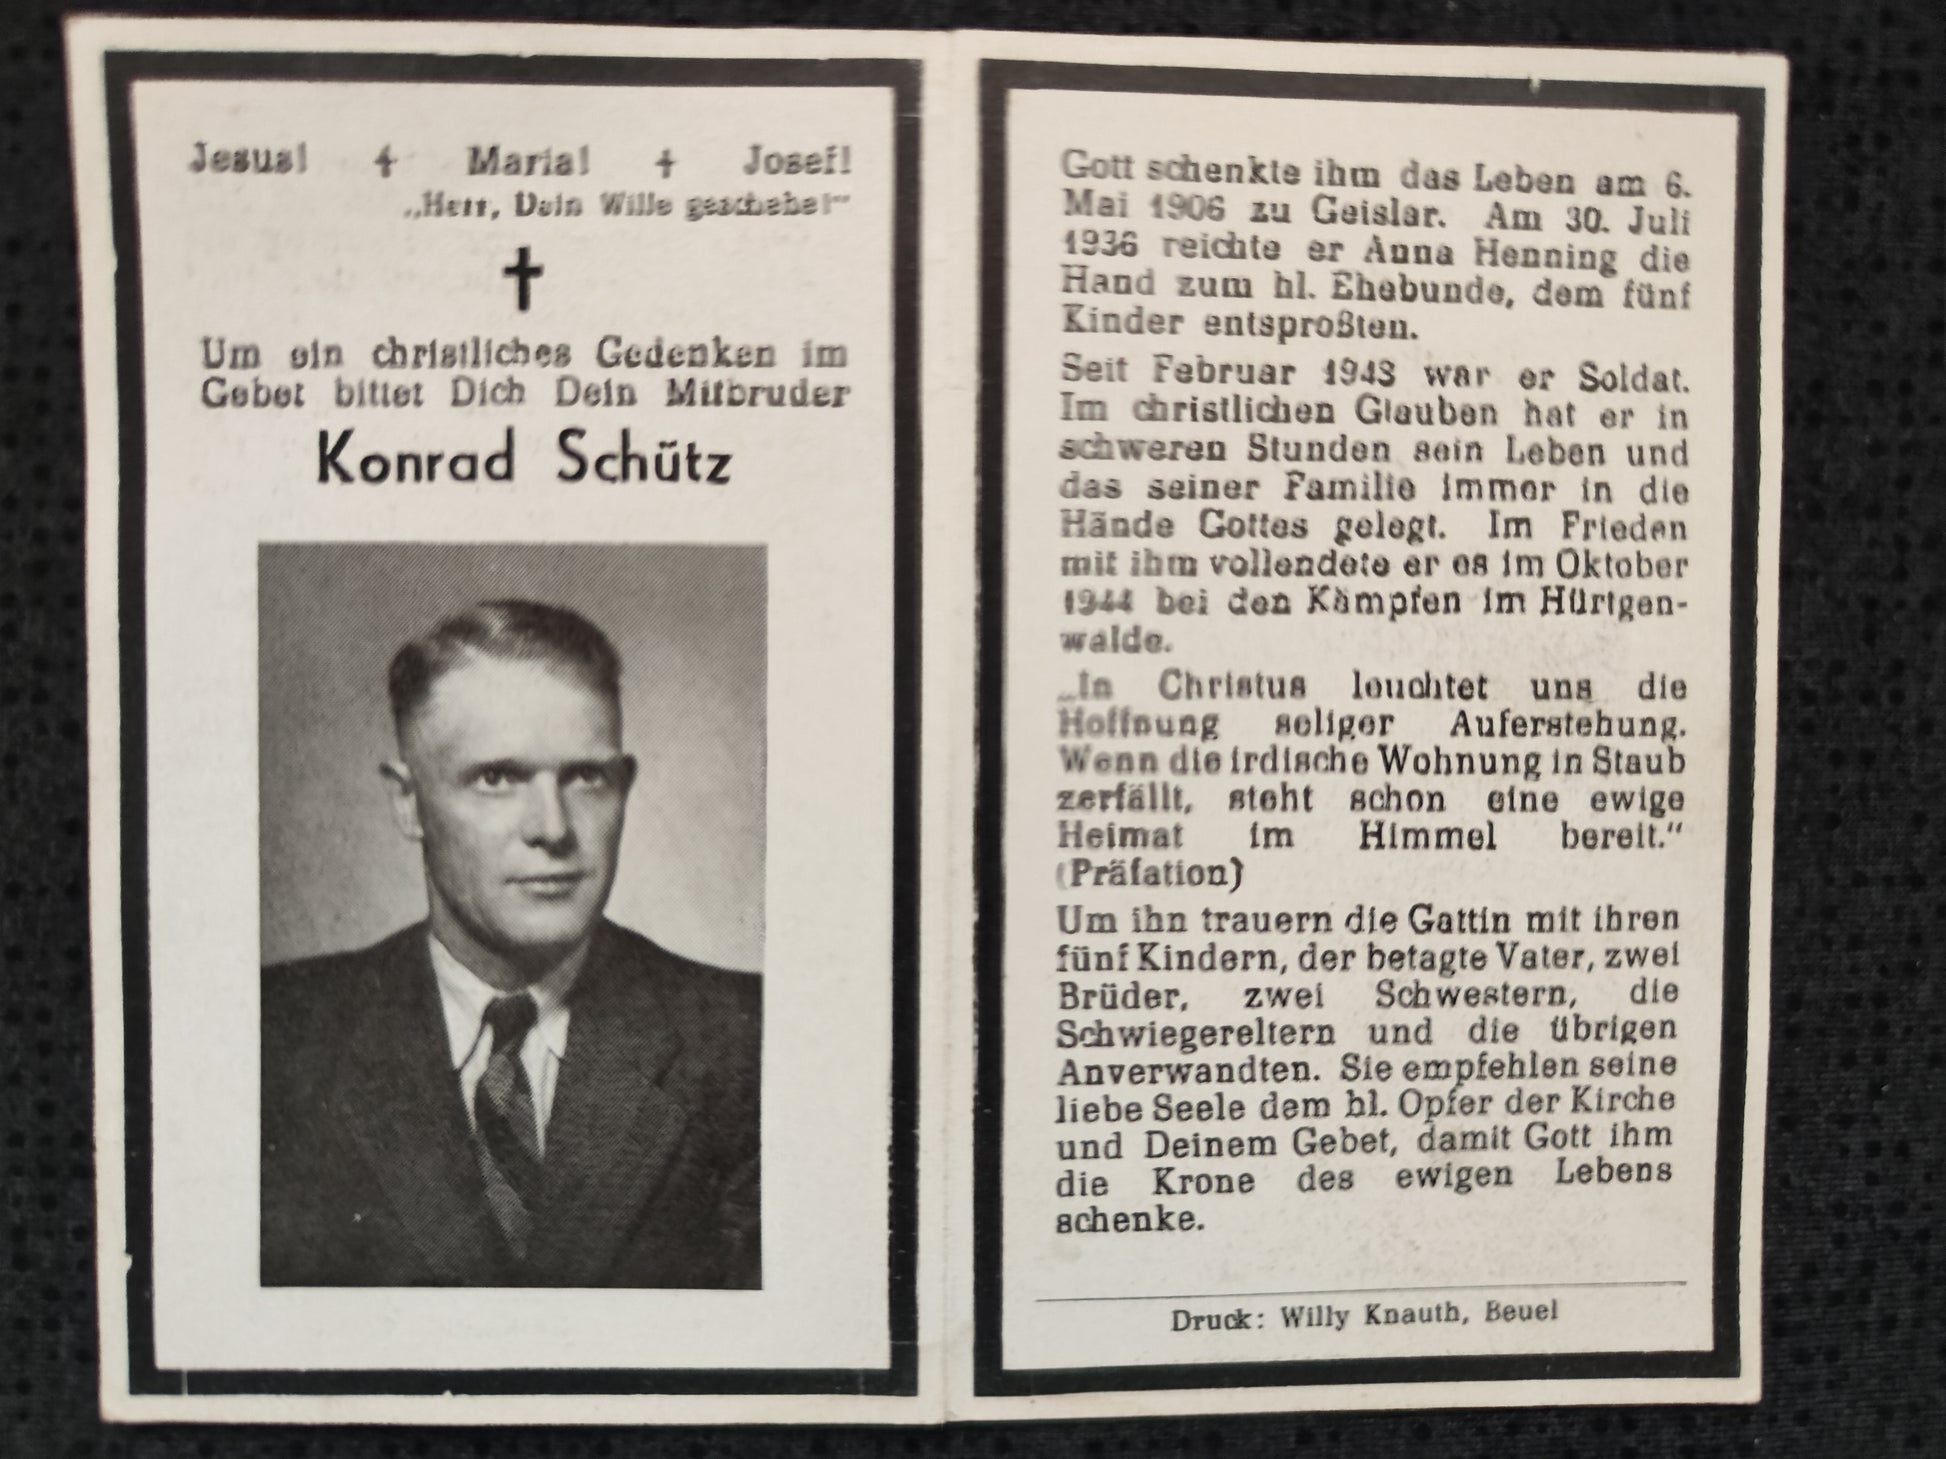 Jesus! † Maria! † Josef!
„Herr, Dein Wille geschehe!“
Um ein christliches Gedenken im
Gebet bittet Dich Dein Mitbruder
Konrad Schütz
Gott schenkte ihm das Leben am 6.
Mai 1906 zu Geislar. Am 30. Juli
1936 reichte er Anna Henning die
Hand zum hl. Ehebunde, dem fünf
Kinder entsproßten.
Seit Februar 1943 war er Soldat.
Im christlichen Glauben hat er in
schweren Stunden sein Leben und
das seiner Familie immer in die
Hände Gottes gelegt. Im Frieden
mit ihm vollendete er es im Oktober
1944 bei den Kämpfen im Hürtgen-
walde.
„In Christus leuchtet uns die
Hoffnung seliger Auferstehung.
Wenn die irdische Wohnung in Staub
zerfällt, steht schon eine ewige
Heimat im Himmel bereit.“
(Präfation)
Um ihn trauern die Gattin mit ihren
fünf Kindern, der betagte Vater, zwei
Brüder, zwei Schwestern, die
Schwiegereltern und die übrigen
Anverwandten. Sie empfehlen seine
liebe Seele dem hl. Opfer der Kirche
und Deinem Gebet, damit Gott ihm
die Krone des ewigen Lebens
schenke.
Druck: Willy Knauth, Beuel